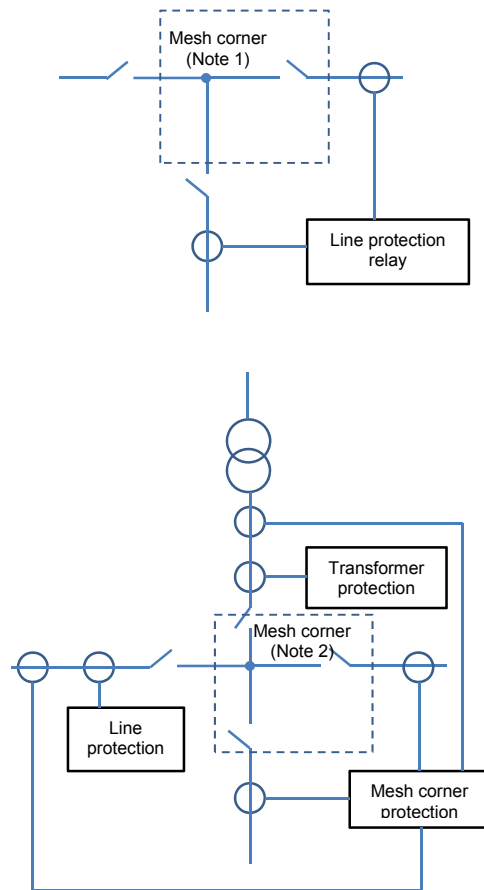 Mesh corner
(Note 1)
Line protection
relay
Transformer
protection
Mesh corner
(Note 2)
Line
protection
Mesh corner
protection